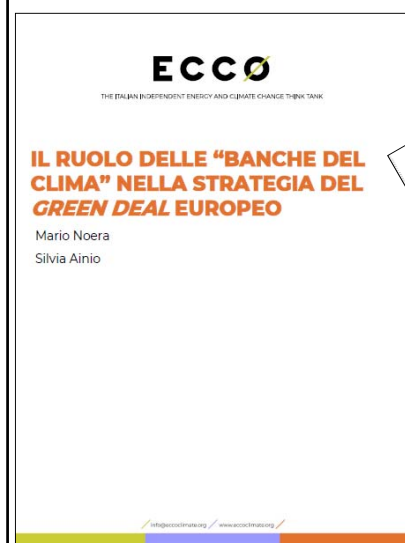 ECCO
THE ITALIAN INDEPENDENT ENERGY AND CLIMATE CHANGE THINK TANK
IL RUOLO DELLE “BANCHE DEL
CLIMA” NELLA STRATEGIA DEL
GREEN DEAL EUROPEO
Mario Noera
Silvia Ainio
info@eccoclimate.org / www.eccoclimate.org